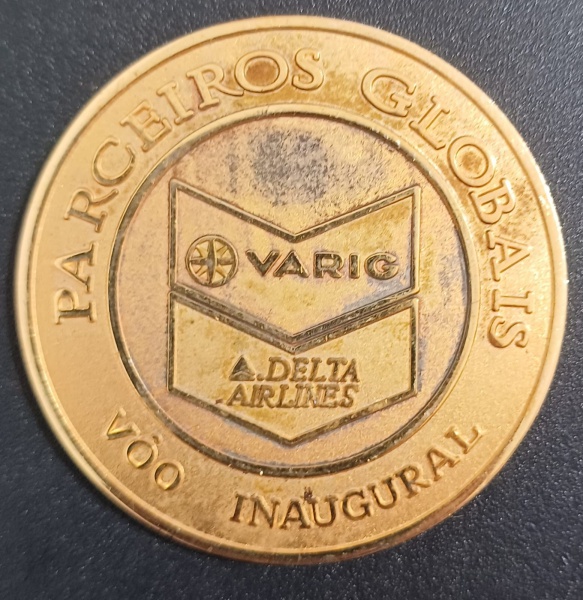 PARCEIROS GLOBAIS
VARIG
DELTA
AIRLINES
VÔO INAUGURAL